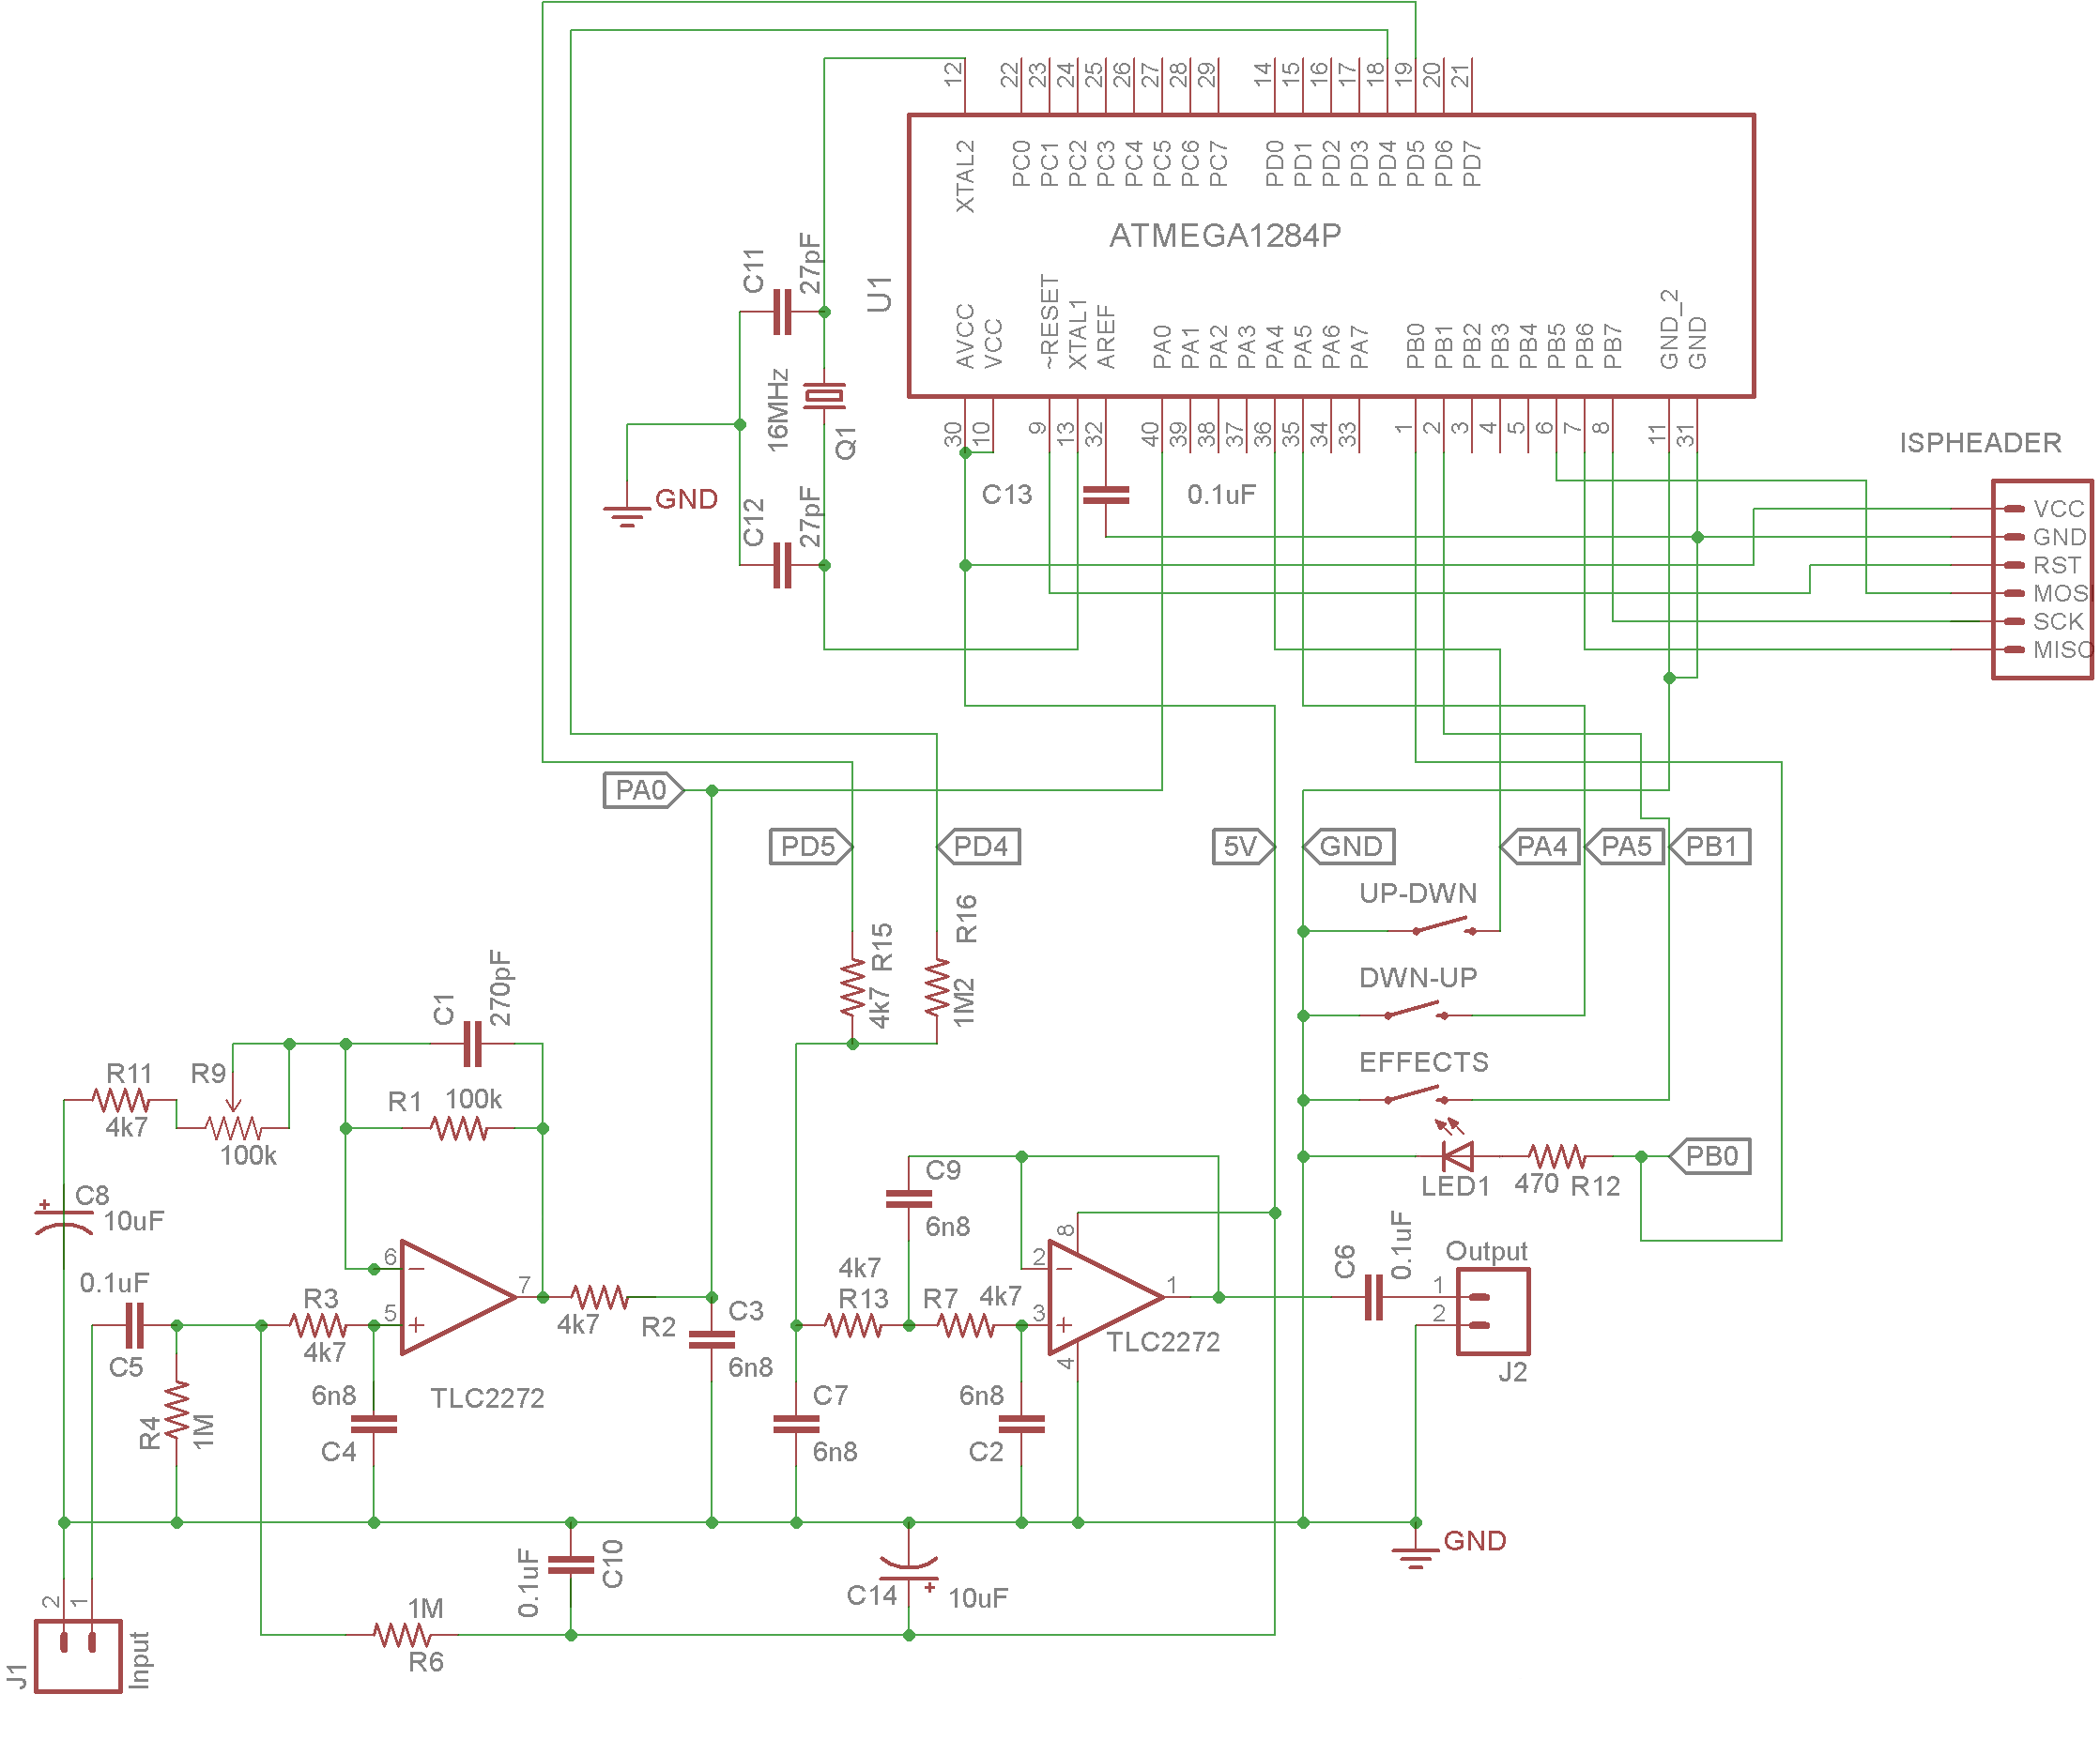 12
22
23
24
25
26
27
28
29
14
15
16
17
18
19
20
21
XTAL2
PC0
PC1
PC2
PC3
PC4
PC5
PC6
PC7
PD0
PD1
PD2
PD3
PD4
PD5
PD6
PD7
ATMEGA1284P
U1
AVCC
VCC
~RESET
XTAL1
AREF
PA0
PA1
PA2
PA3
PA4
PA5
PA6
PA7
PB0
PB1
PB2
PB3
PB4
PB5
PB6
PB7
GND_2
GND
30
10
9
13
32
40
39
38
37
36
35
34
33
1
2
3
4
5
6
7
8
11
31
C11
27pF
16MHz
Q1
GND
C12
27pF
C13
0.1uF
ISPHEADER
VCC
GND
RST
MOSI
SCK
MISO
PA0
PD5
PD4
5V
GND
PA4
PA5
PB1
UP-DWN
DWN-UP
EFFECTS
LED1
470
R12
PB0
R15
4k7
R16
1M2
C1
270pF
R11
4k7
R9
100k
R1
100k
C8
+
10uF
0.1uF
C5
R3
4k7
6
5
7
TLC2272
4k7
R2
C3
6n8
R4
1M
6n8
C4
C9
6n8
4k7
R13
R7
4k7
C7
6n8
6n8
C2
8
2
3
1
4
TLC2272
C6
0.1uF
Output
1
2
J2
GND
0.1uF
C10
C14
+
10uF
1M
R6
2
1
J1
Input